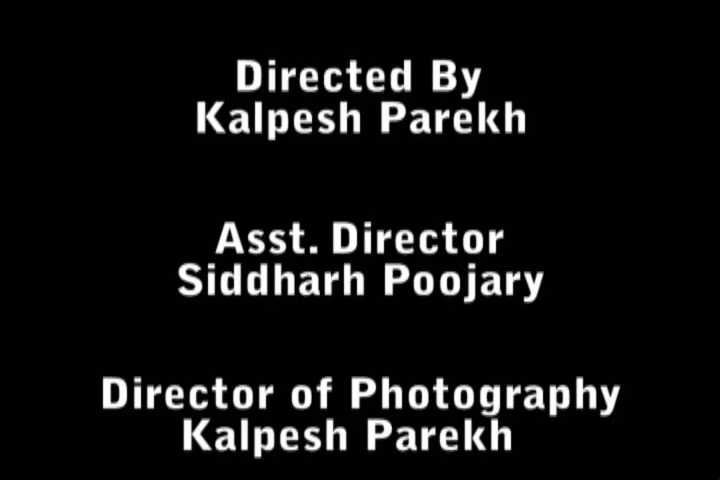 Directed By
Kalpesh Parekh
Asst. Director
Siddharh Poojary
Director of Photography
Kalpesh Parekh